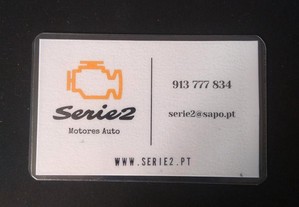 Serie2
Motores Auto
913 777 834
serie2@sapo.pt
WWW.SERIE2.PT